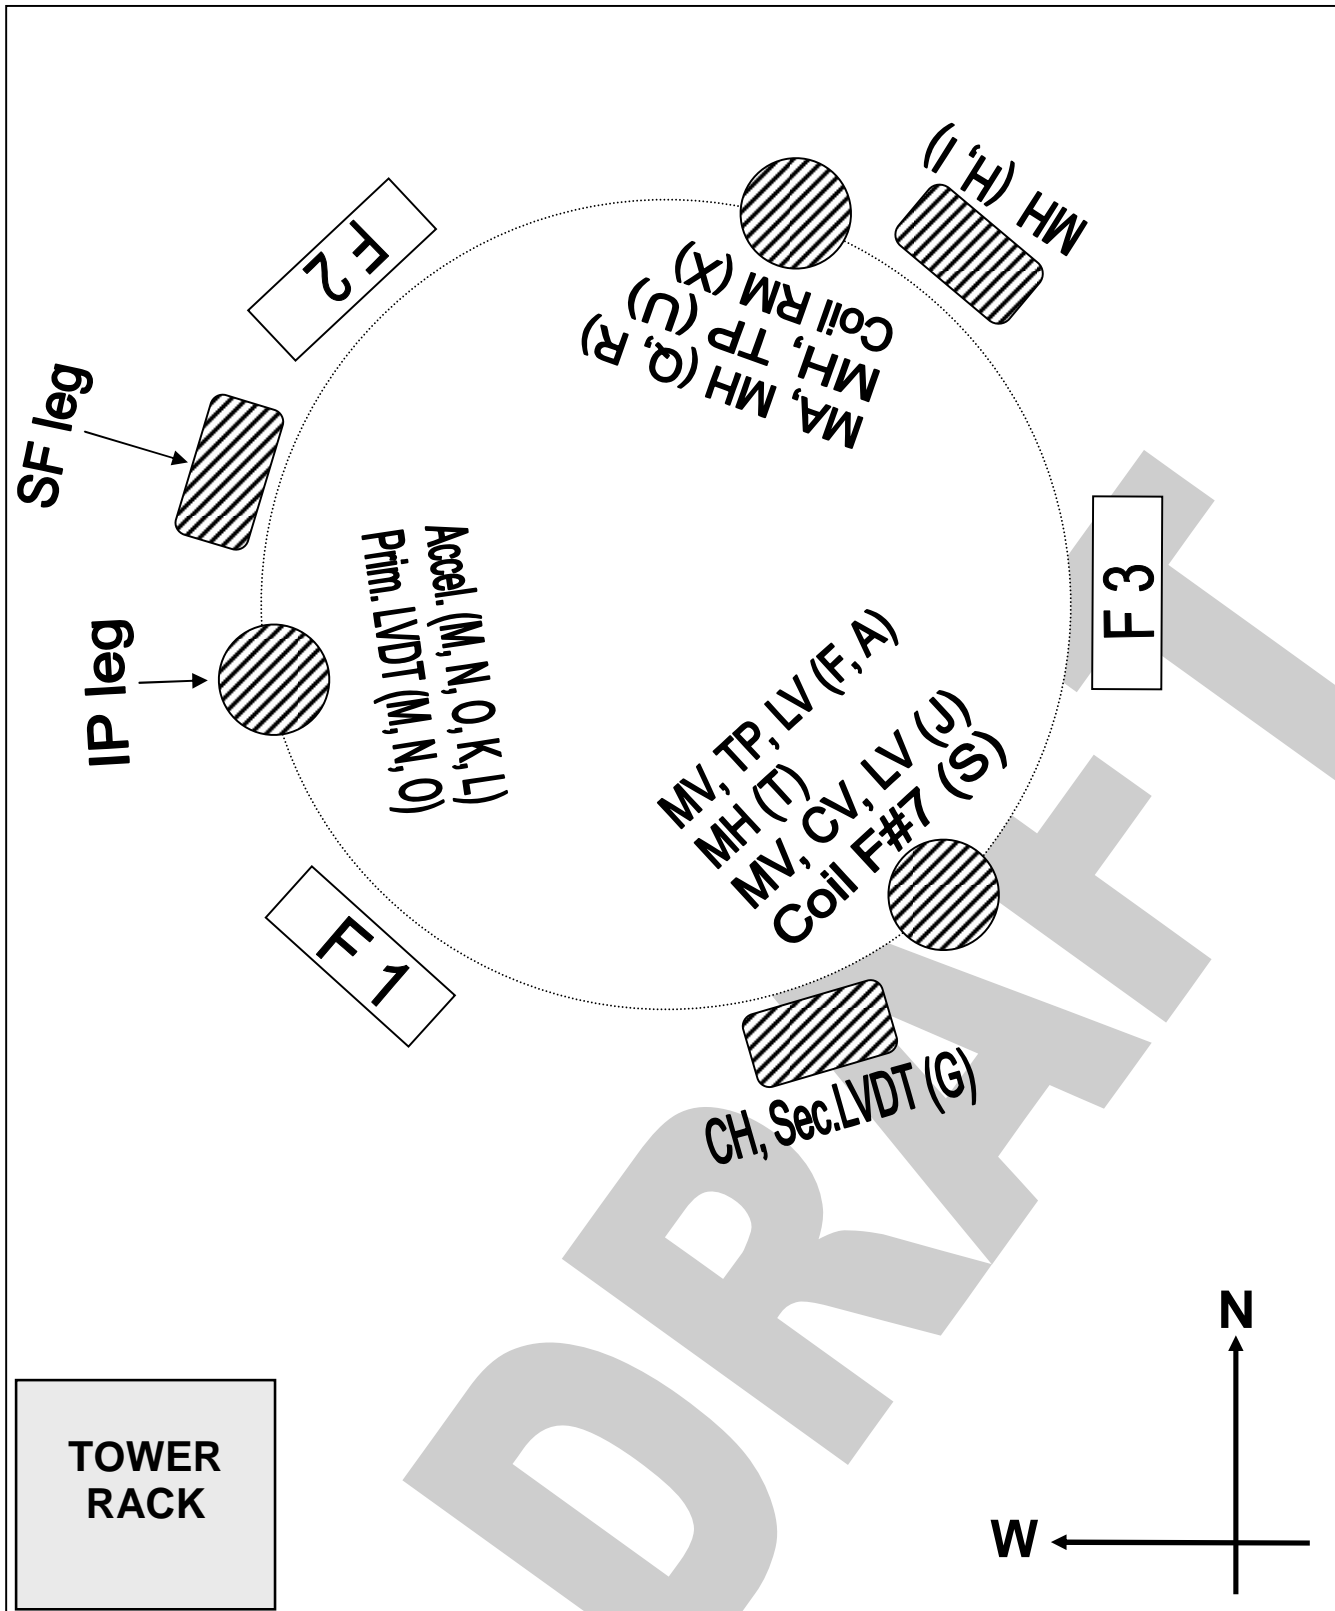 MH (H, I)
F 2
Coil RM (X)
MH, TP (U)
MA, MH (Q, R)
SF leg
Accel. (M, N, O, K, L)
Prim. LVDT (M, N, O)
F 3
IP leg
MV, TP, LV (F, A)
MH (T)
MV, CV, LV (J)
Coil F#7 (S)
F 1
CH, Sec.LVDT (G)
DRAFT
N
W
TOWER
RACK